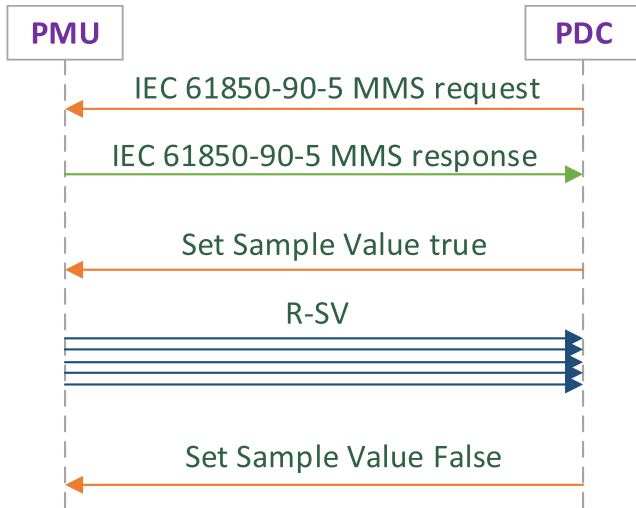 PMU
PDC
IEC 61850-90-5 MMS request
IEC 61850-90-5 MMS response
Set Sample Value true
R-SV
Set Sample Value False